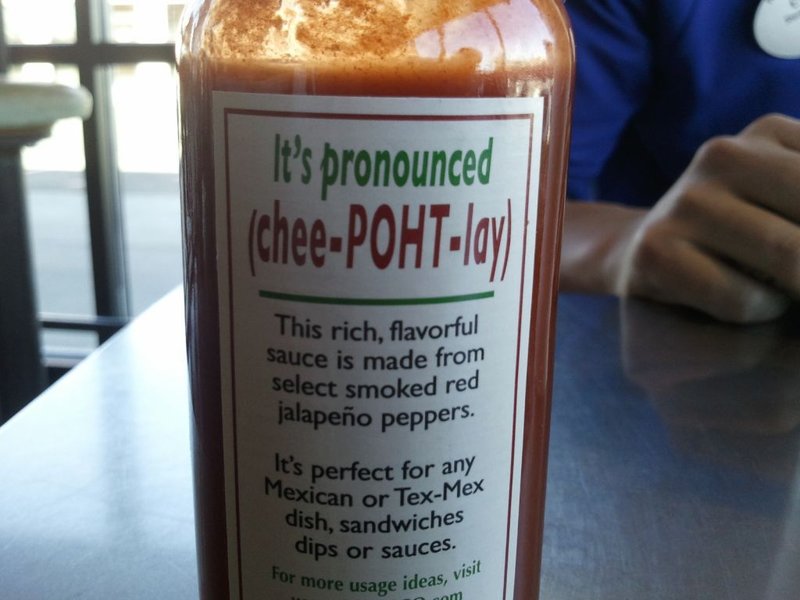 It's pronounced
(chee-POHT-lay)
This rich, flavorful
sauce is made from
select smoked red
jalapeño peppers.
It's perfect for any
Mexican or Tex-Mex
dish, sandwiches
dips or sauces.
For more usage ideas, visit